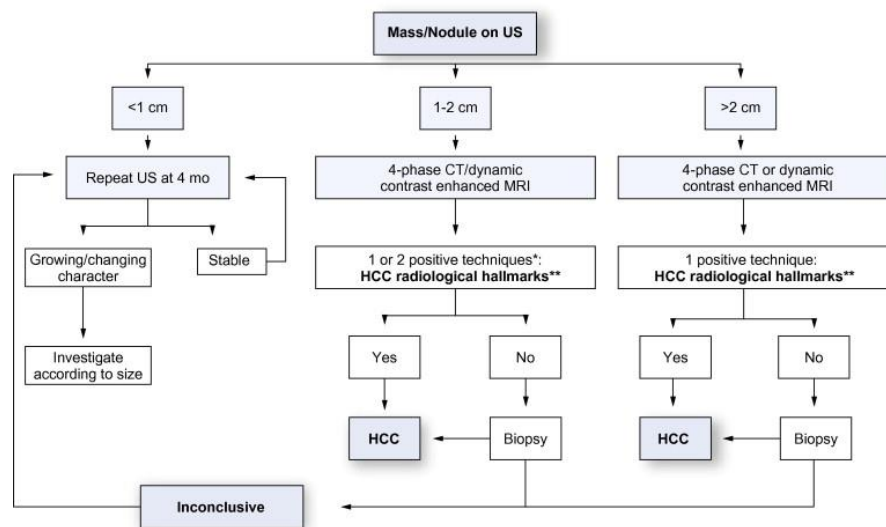 Mass/Nodule on US
<1 cm
1-2 cm
>2 cm
Repeat US at 4 mo
4-phase CT/dynamic
contrast enhanced MRI
4-phase CT or dynamic
contrast enhanced MRI
Growing/changing
character
Stable
1 or 2 positive techniques*:
HCC radiological hallmarks**
1 positive technique:
HCC radiological hallmarks**
Investigate
according to size
Yes
No
Yes
No
HCC
Biopsy
HCC
Biopsy
Inconclusive